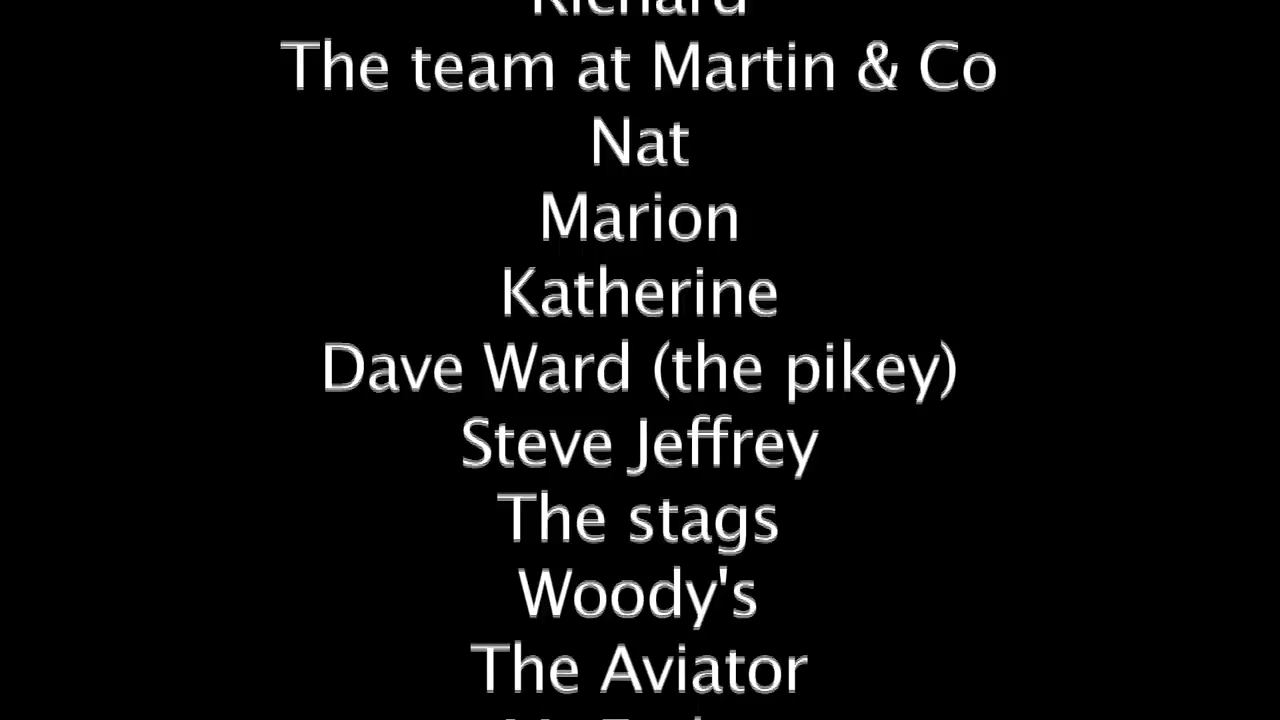 Richard
The team at Martin & Co
Nat
Marion
Katherine
Dave Ward (the pikey)
Steve Jeffrey
The stags
Woody's
The Aviator